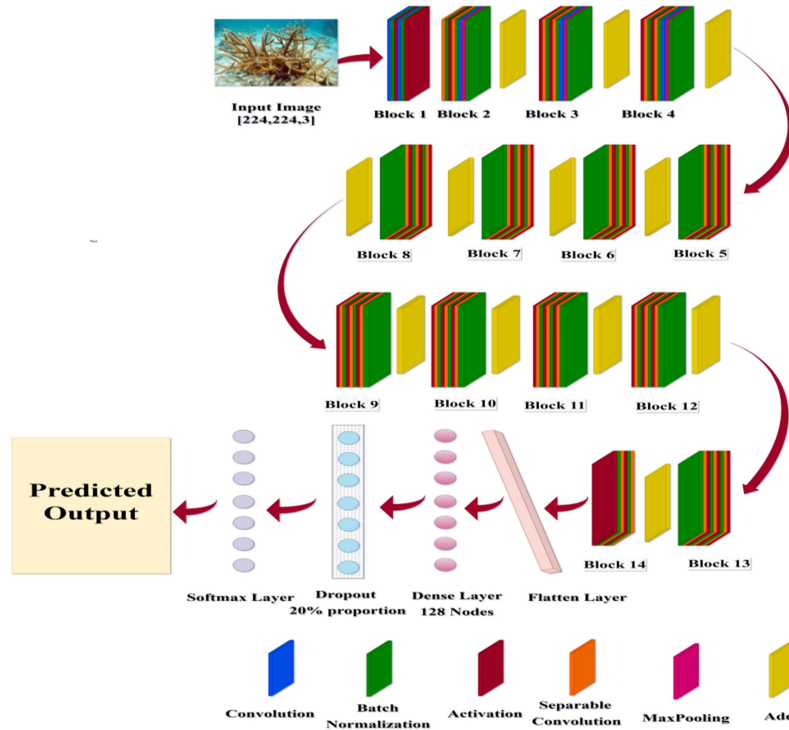 Input Image
[224,224,3]
Block 1
Block 2
Block 3
Block 4
Block 8
Block 7
Block 6
Block 5
Block 9
Block 10
Block 11
Block 12
Predicted
Output
Block 14
Block 13
Softmax Layer
Dropout
20% proportion
Dense Layer
128 Nodes
Flatten Layer
Convolution
Batch
Normalization
Activation
Separable
Convolution
MaxPooling